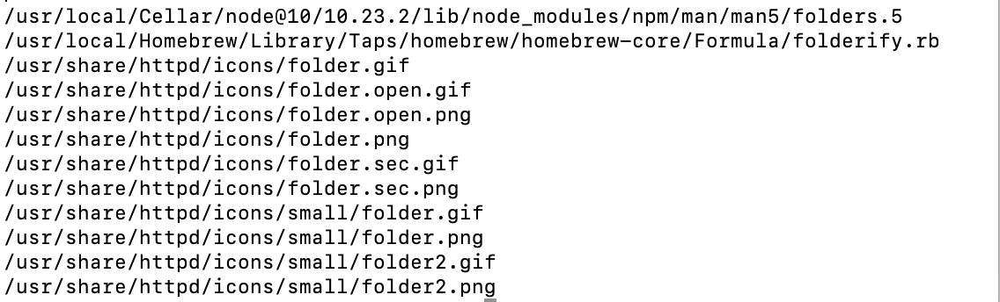 /usr/local/Cellar/node@10/10.23.2/lib/node_modules/npm/man/man5/folders.5
/usr/local/Homebrew/Library/Taps/homebrew/homebrew-core/Formula/folderify.rb
/usr/share/httpd/icons/folder.gif
/usr/share/httpd/icons/folder.open.gif
/usr/share/httpd/icons/folder.open.png
/usr/share/httpd/icons/folder.png
/usr/share/httpd/icons/folder.sec.gif
/usr/share/httpd/icons/folder.sec.png
/usr/share/httpd/icons/small/folder.gif
/usr/share/httpd/icons/small/folder.png
/usr/share/httpd/icons/small/folder2.gif
/usr/share/httpd/icons/small/folder2.png